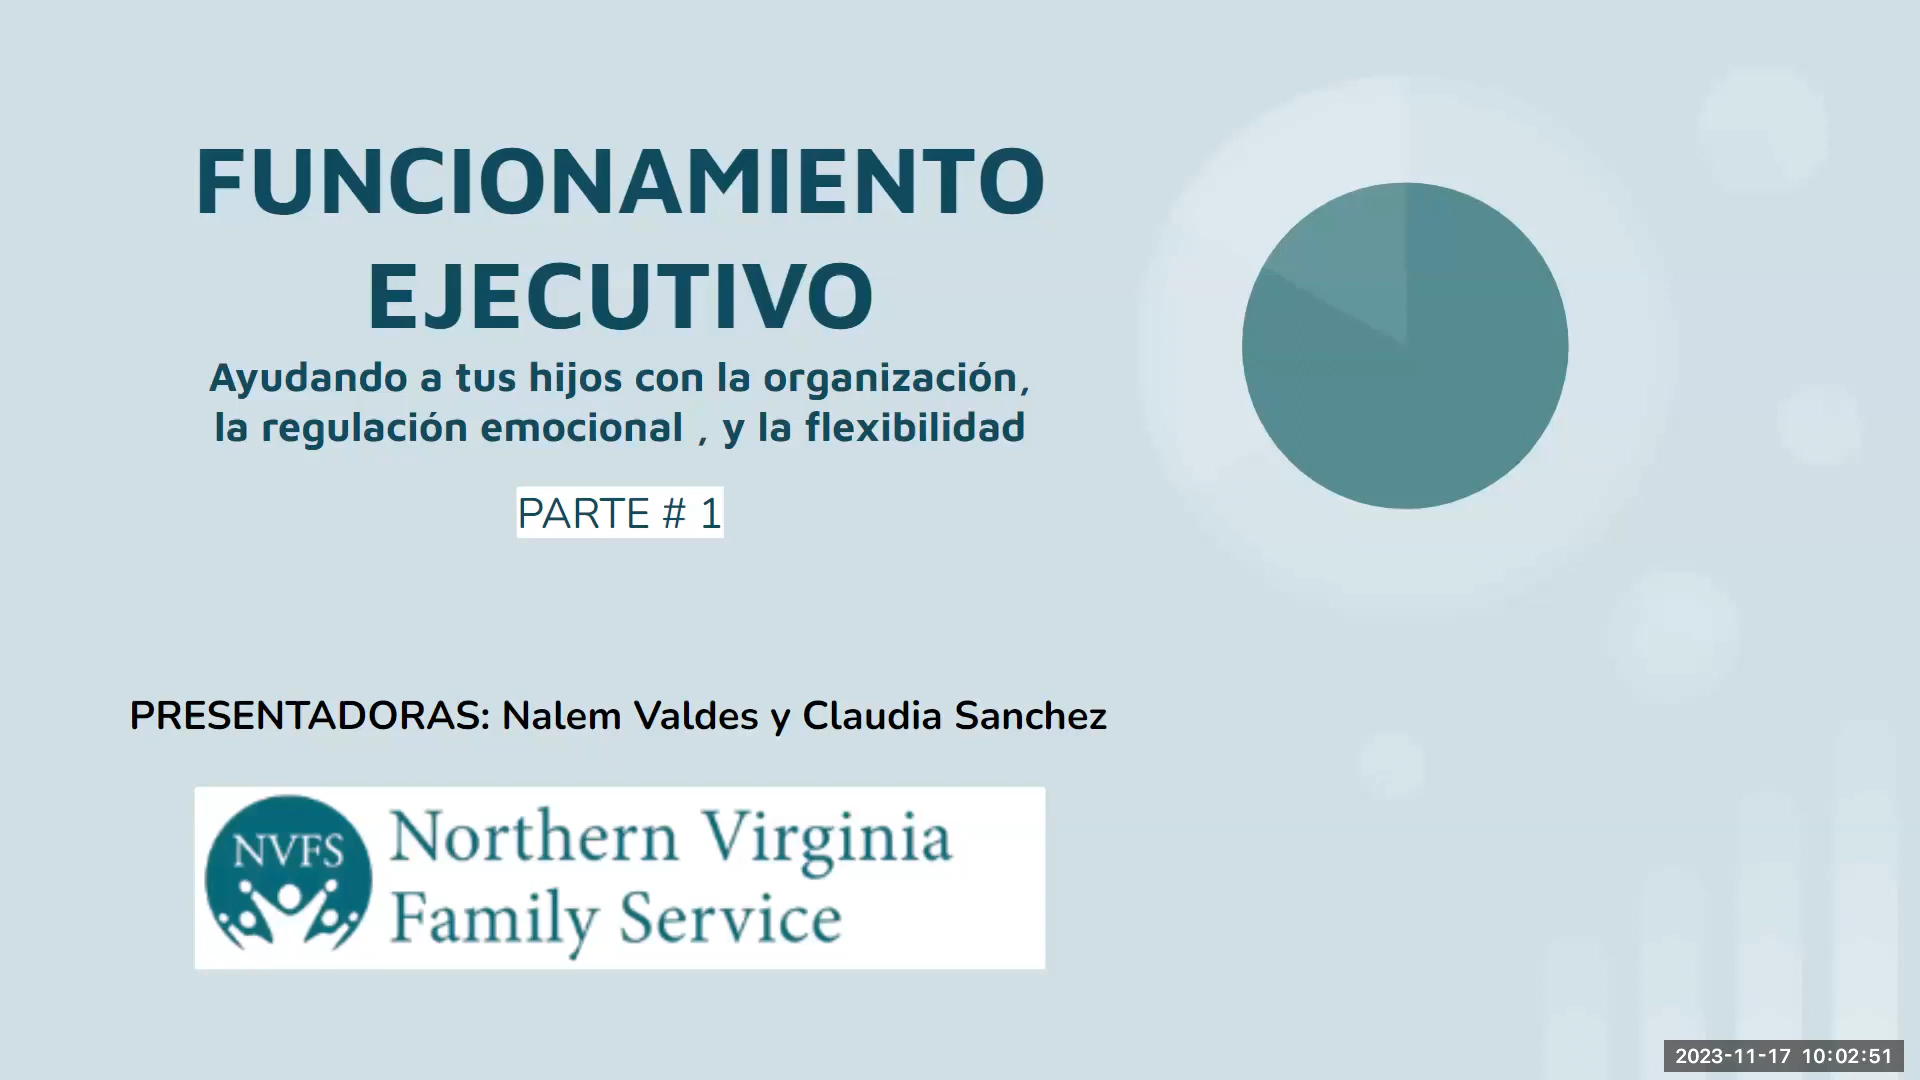 FUNCIONAMIENTO
EJECUTIVO
Ayudando a tus hijos con la organización,
la regulación emocional , y la flexibilidad
PARTE # 1
PRESENTADORAS: Nalem Valdes y Claudia Sanchez
NVFS
Northern Virginia
Family Service
2023-11-17 10:02:51